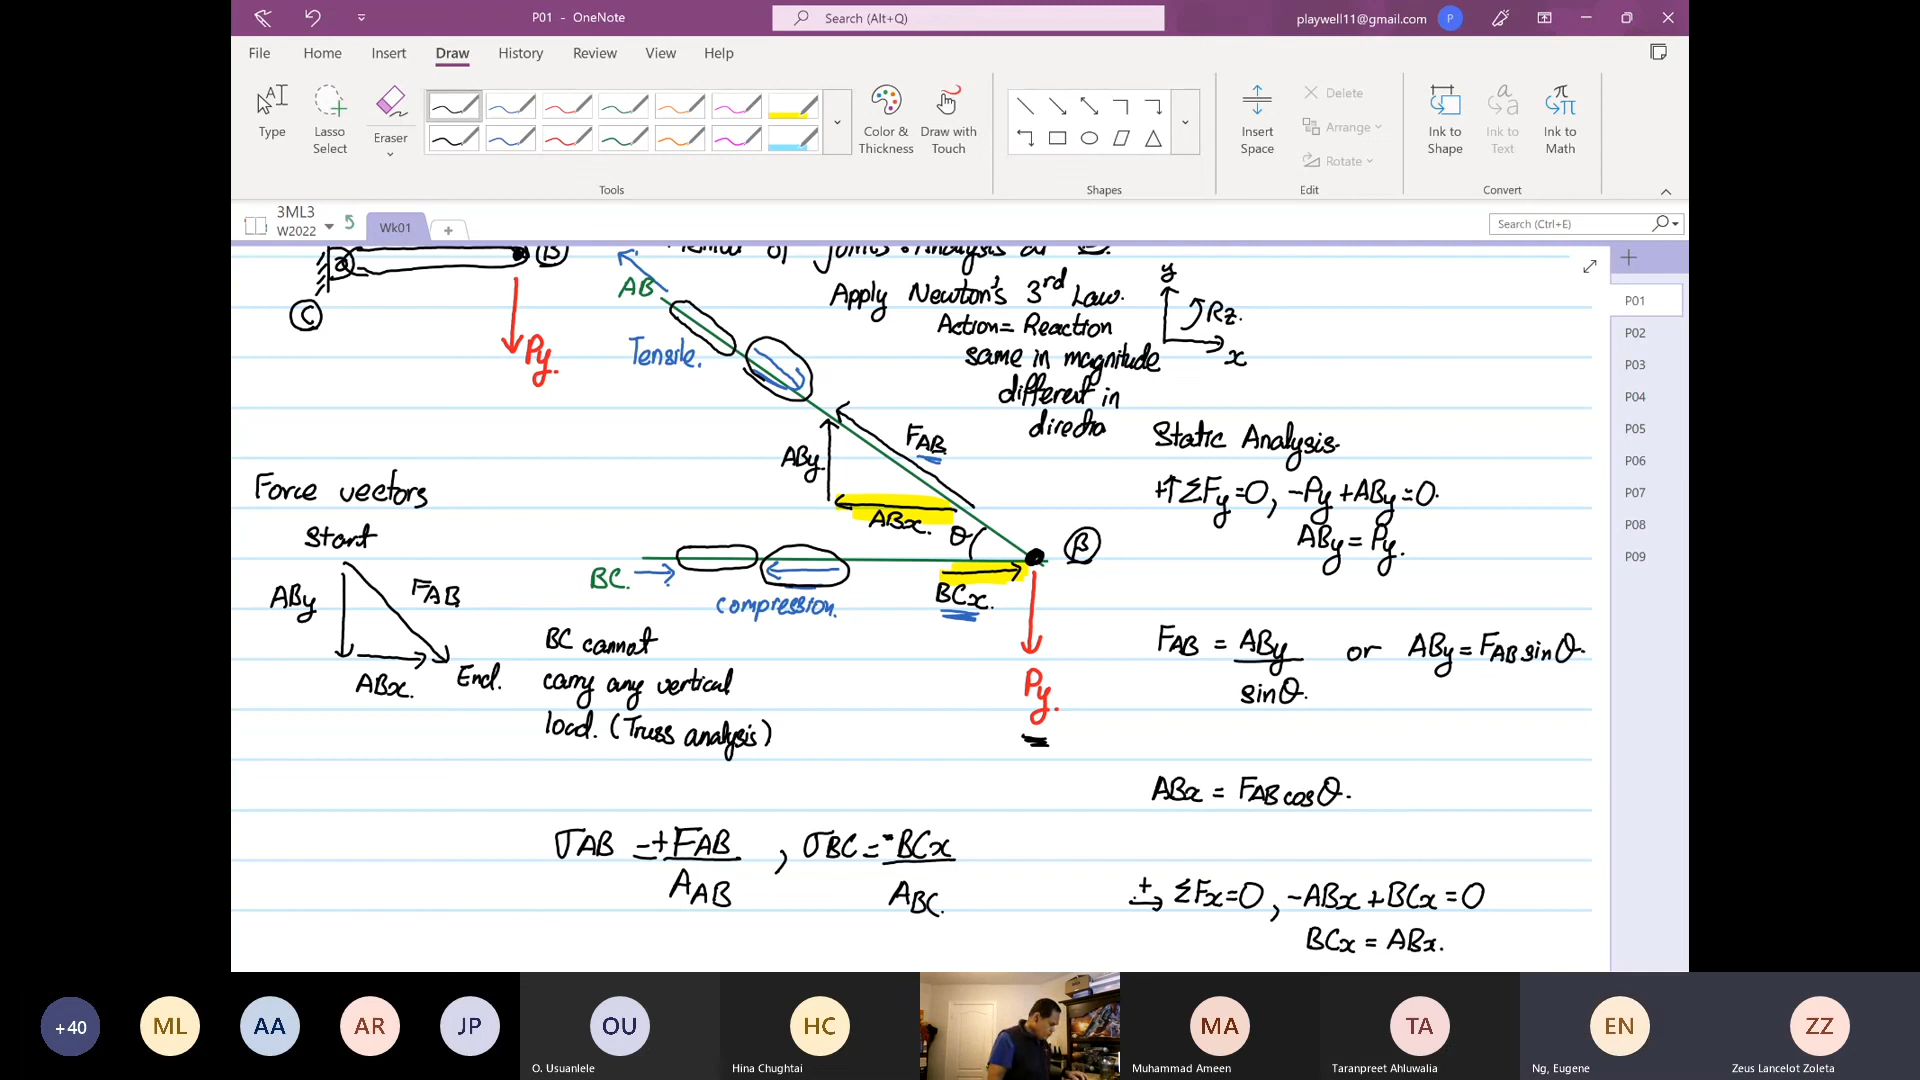 P01 - OneNote
Search (Alt+Q)
playwell11@gmail.com
P
File Home Insert Draw History Review View Help
Type
Lasso Select
Eraser
Color & Thickness
Draw with Touch
Insert Space
Delete
Arrange
Rotate
Ink to Shape
Ink to Text
Ink to Math
Tools
Shapes
Edit
Convert
3ML3
W2022
Wk01
Search (Ctrl+E)
P01
P02
P03
P04
P05
P06
P07
P08
P09
B
C
Py.
of joints: Analysis at
Apply Newton's 3rd Law.
Action = Reaction
same in magnitude
different in
y
Rz.
x
AB
Tensile.
ABy
FAB
ABx.
θ
B
BC.
compression.
BCx.
Py.
Static Analysis.
+↑ΣFy=0, -Py+ABy=0.
ABy = Py.
Force vectors
Start
ABy
FAB
ABx.
End.
BC cannot
carry any vertical
load. (Truss analysis)
FAB = ABy / sinθ. or ABy = FAB sinθ.
ABx = FAB cosθ.
σAB = +FAB / AAB , σBC = -BCx / ABC.
+→ ΣFx=0, -ABx+BCx=0
BCx = ABx.
+40
ML
AA
AR
JP
OU
O. Usuanlele
HC
Hina Chughtai
MA
Muhammad Ameen
TA
Taranpreet Ahluwalia
EN
Ng, Eugene
ZZ
Zeus Lancelot Zoleta